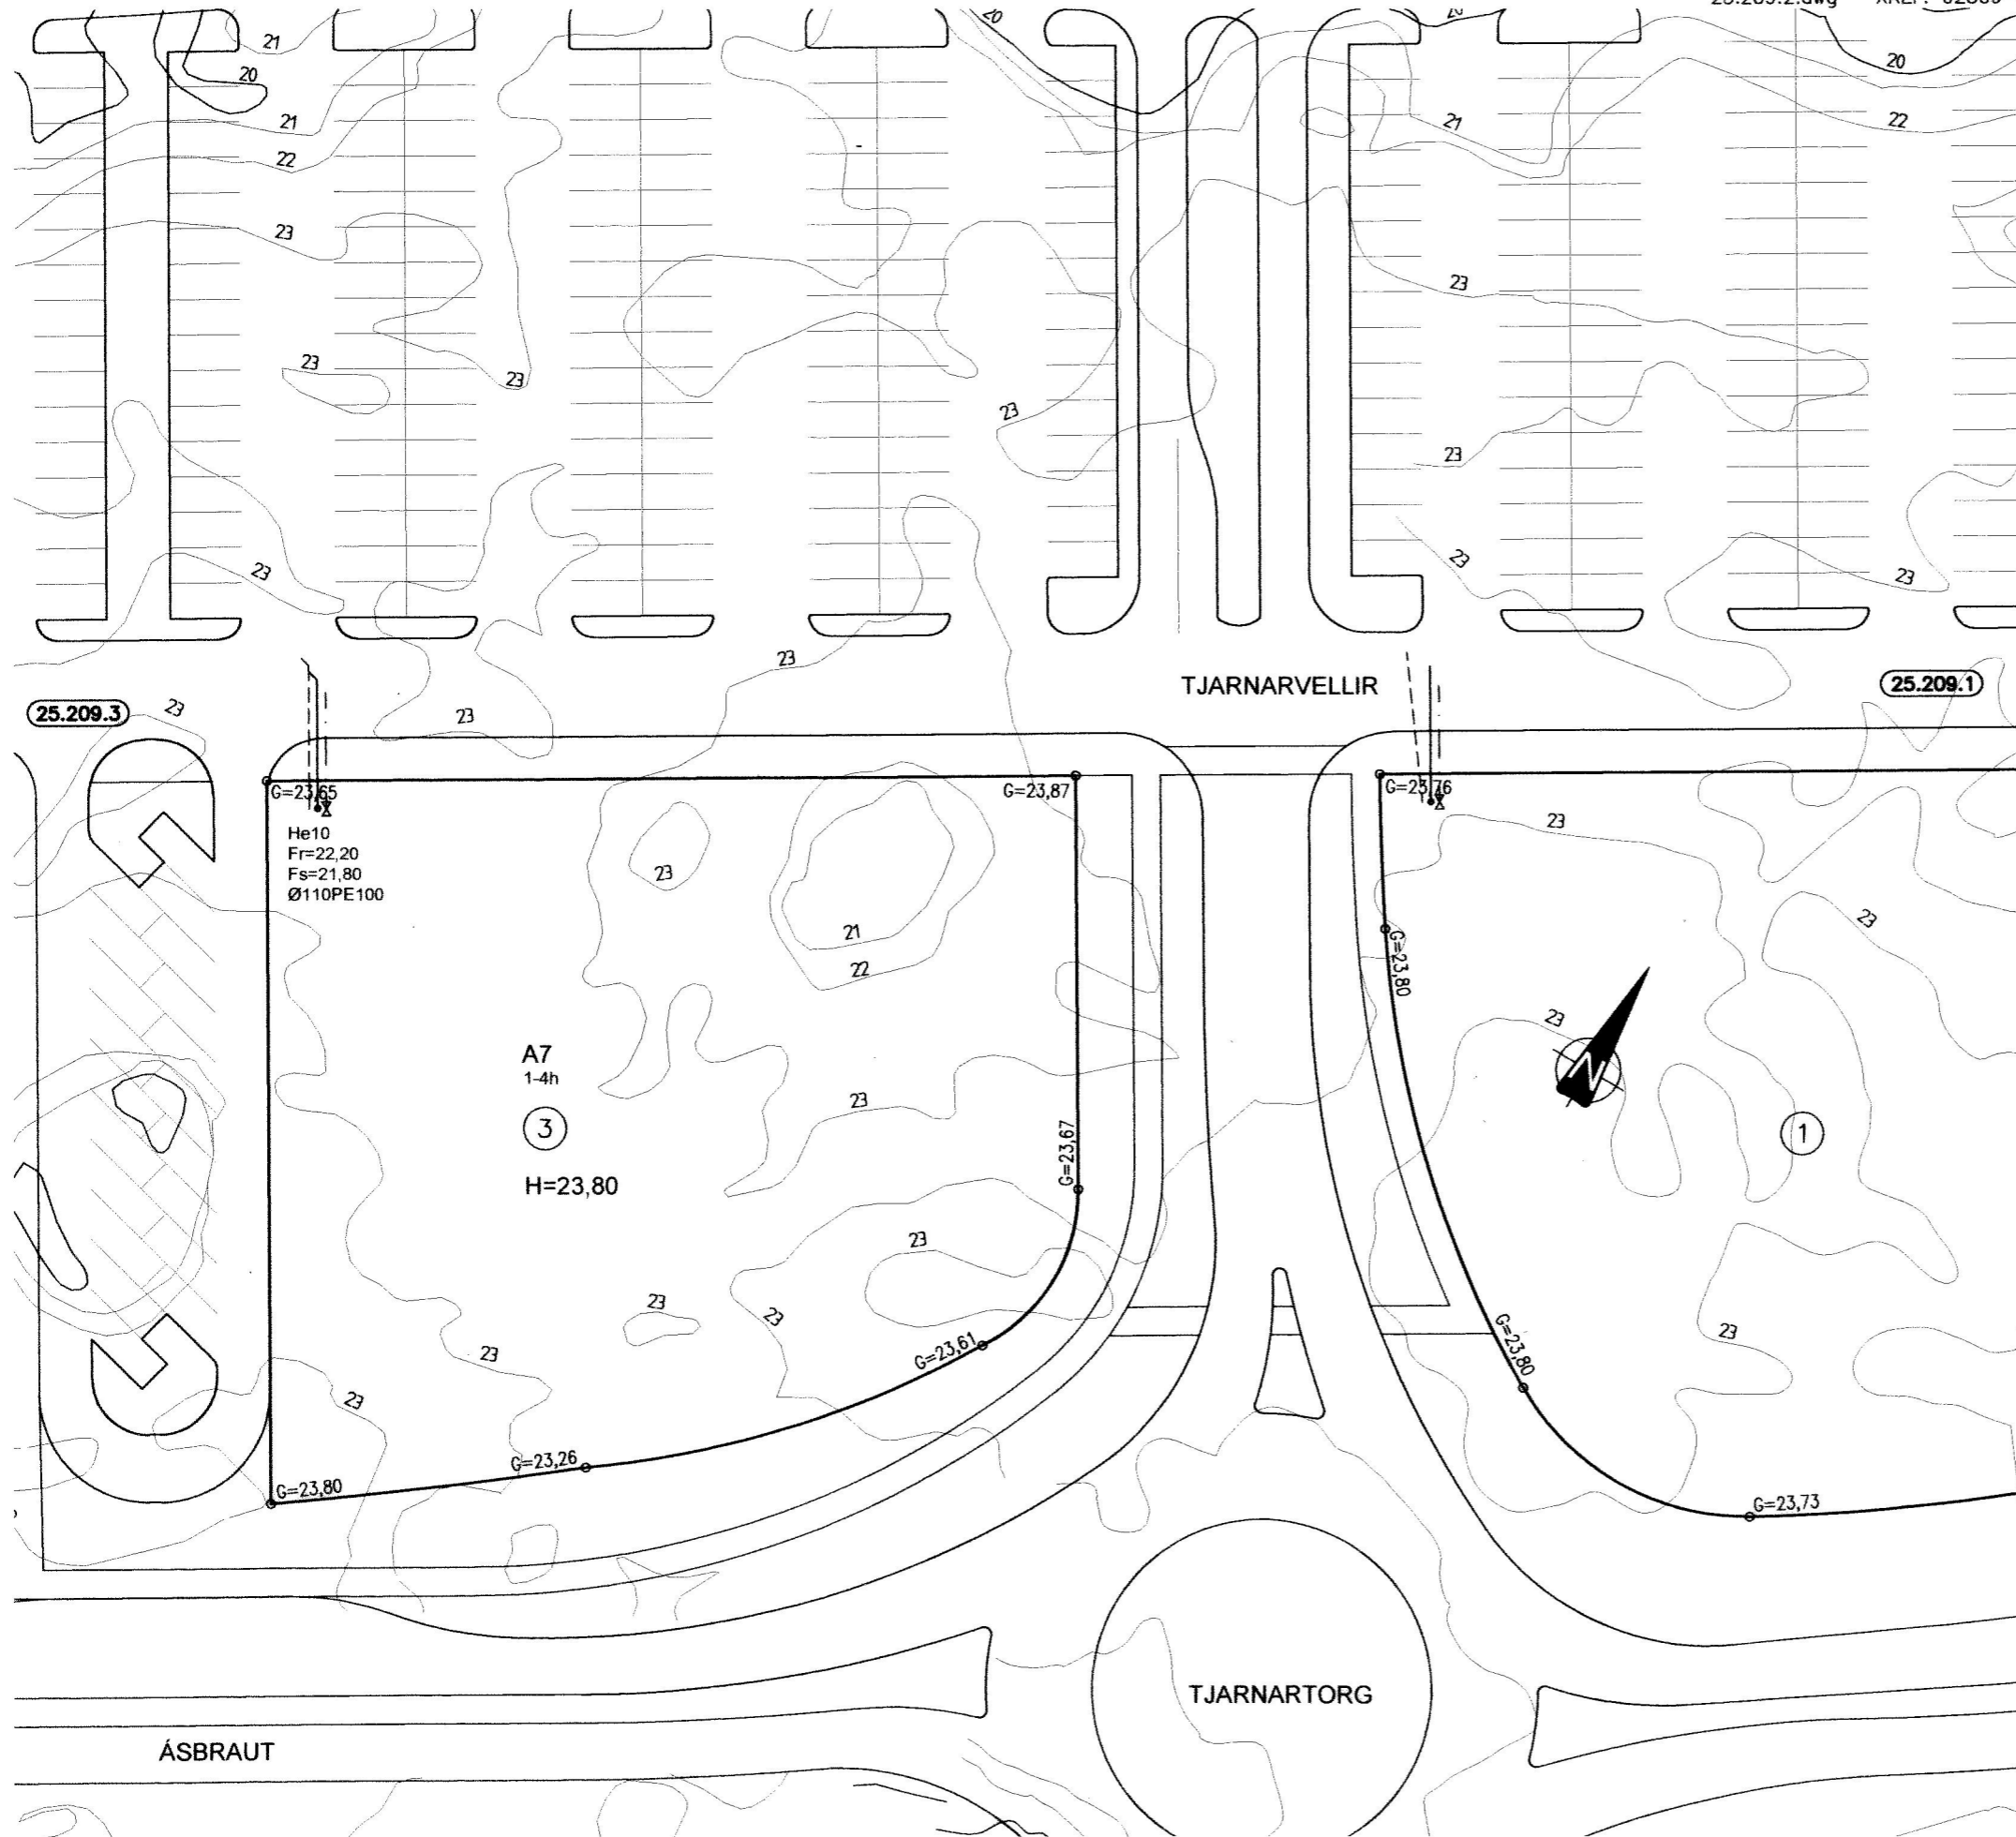 21
20
21
22
23
23
23
20
21
23
23
23
20
22
23
23
23
23
23
TJARNARVELLIR
25.209.3
23
23
25.209.1
G=23,65
G=23,87
G=23,76
He10
Fr=22,20
Fs=21,80
Ø110PE100
23
21
22
23
23
G=23,80
23
A7
1-4h
3
H=23,80
23
G=23,67
N
1
23
23
23
23
23
G=23,61
G=23,80
23
G=23,26
G=23,80
G=23,73
TJARNARTORG
ÁSBRAUT